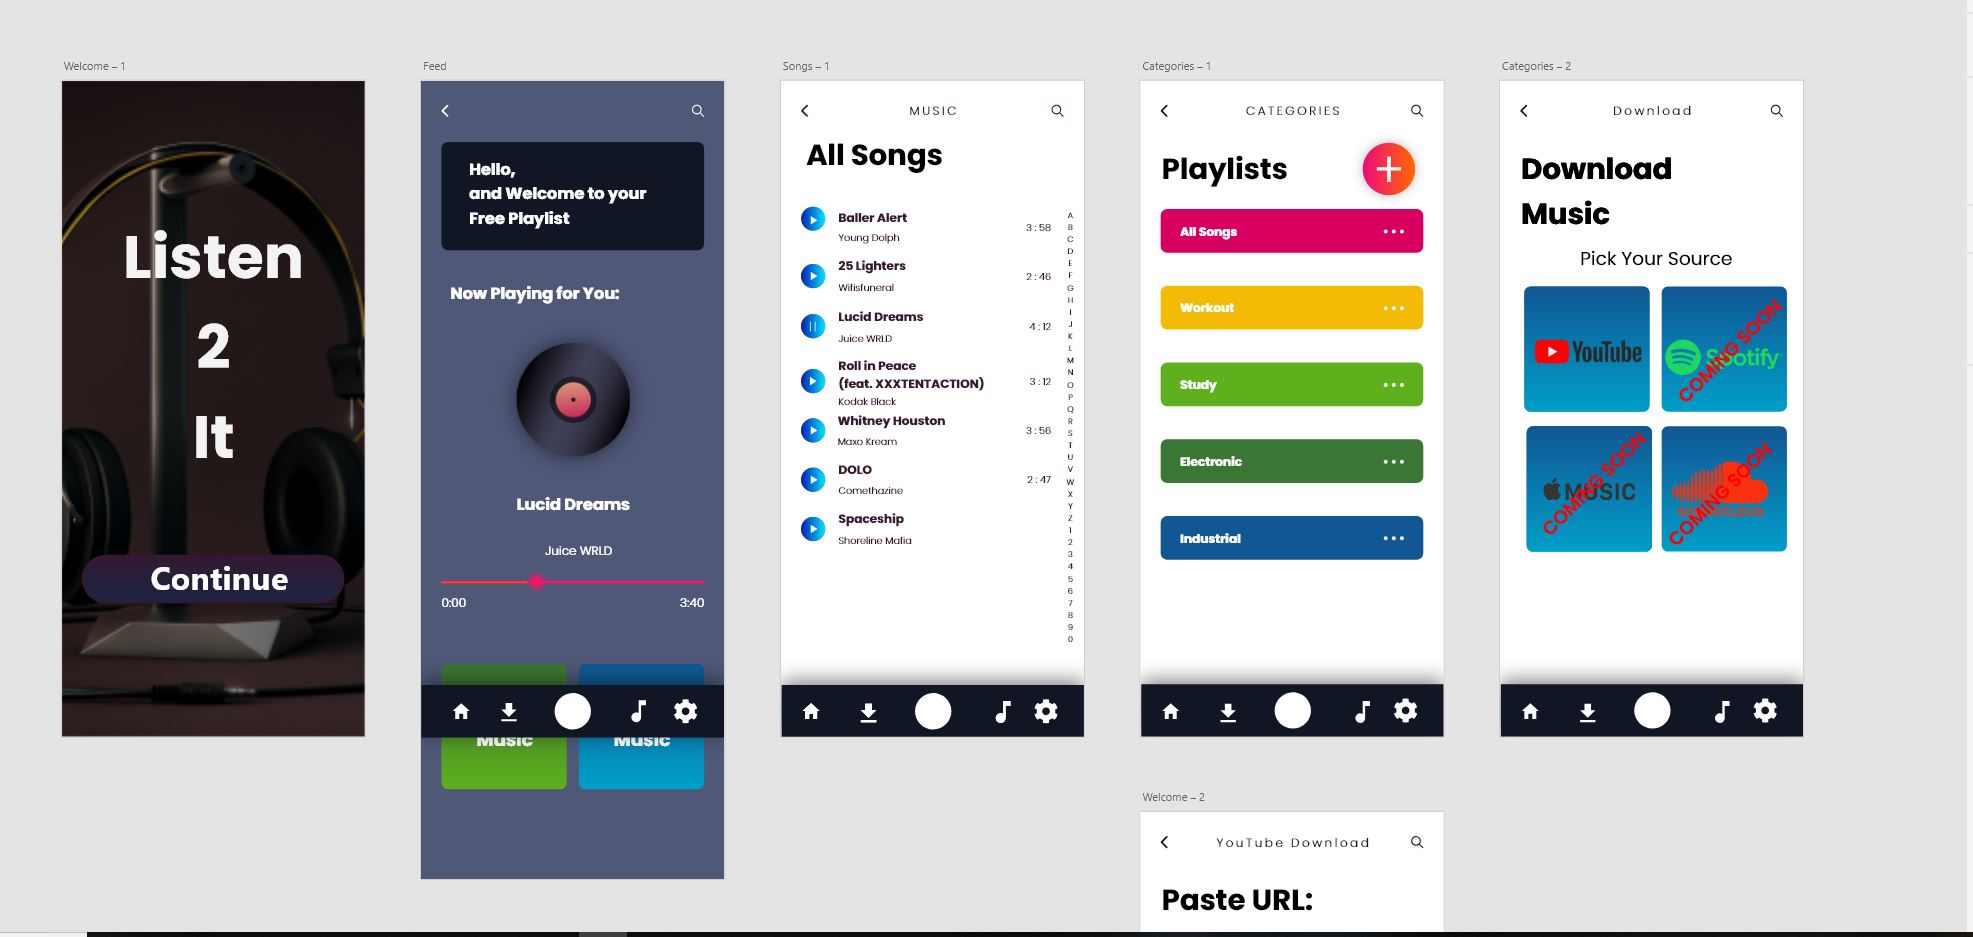 Welcome – 1
Listen
2
It
Continue
Feed
Hello,
and Welcome to your
Free Playlist
Now Playing for You:
Lucid Dreams
Juice WRLD
0:00
3:40
Music
Music
Songs – 1
MUSIC
All Songs
Baller Alert
Young Dolph
3:58
25 Lighters
Wifisfuneral
2:46
Lucid Dreams
Juice WRLD
4:12
Roll in Peace
(feat. XXXTENTACTION)
Kodak Black
3:12
Whitney Houston
Maxo Kream
3:56
DOLO
Comethazine
2:47
Spaceship
Shoreline Mafia
A
B
C
D
E
F
G
H
I
J
K
L
M
N
O
P
Q
R
S
T
U
V
W
X
Y
Z
1
2
3
4
5
6
7
8
9
0
Categories – 1
CATEGORIES
Playlists
All Songs
Workout
Study
Electronic
Industrial
Categories – 2
Download
Download
Music
Pick Your Source
YouTube
Spotify
COMING SOON
MUSIC
COMING SOON
SOUNDCLOUD
COMING SOON
Welcome – 2
YouTube Download
Paste URL: